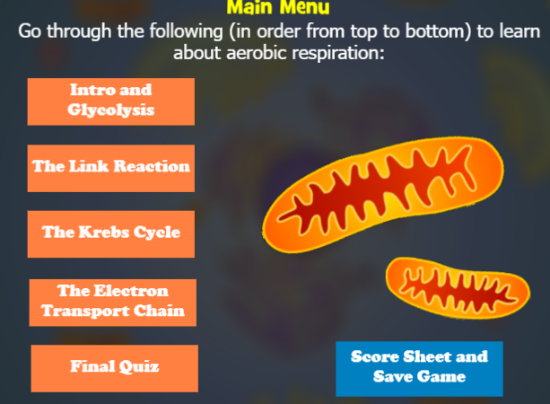 Main Menu
Go through the following (in order from top to bottom) to learn
about aerobic respiration:
Intro and
Glycolysis
The Link Reaction
The Krebs Cycle
The Electron
Transport Chain
Final Quiz
Score Sheet and
Save Game